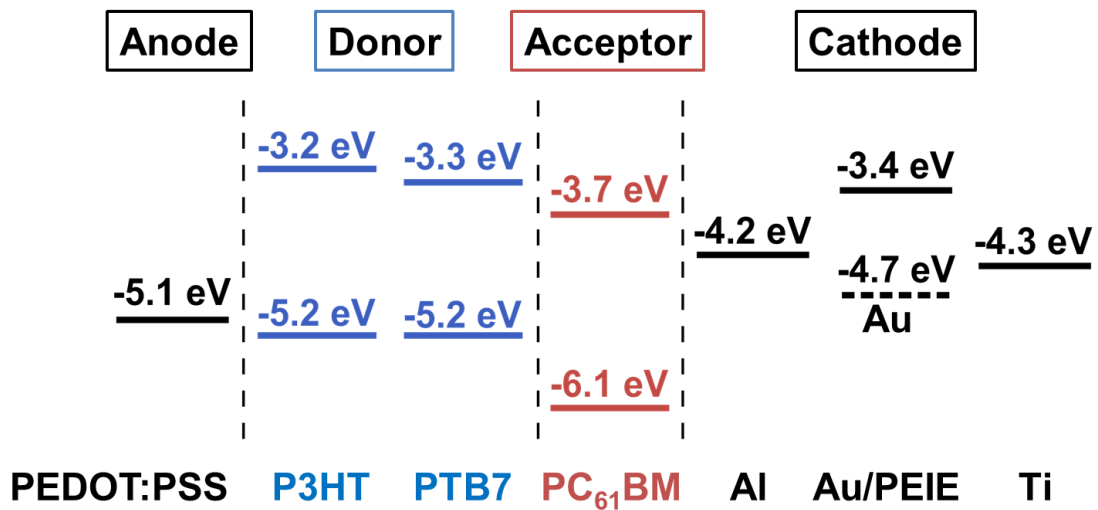 Anode Donor Acceptor Cathode
-3.2 eV -3.3 eV -3.4 eV
-3.7 eV
-4.2 eV -4.3 eV
-4.7 eV
-5.1 eV Au
-5.2 eV -5.2 eV
-6.1 eV
PEDOT:PSS P3HT PTB7 PC₆₁BM Al Au/PEIE Ti